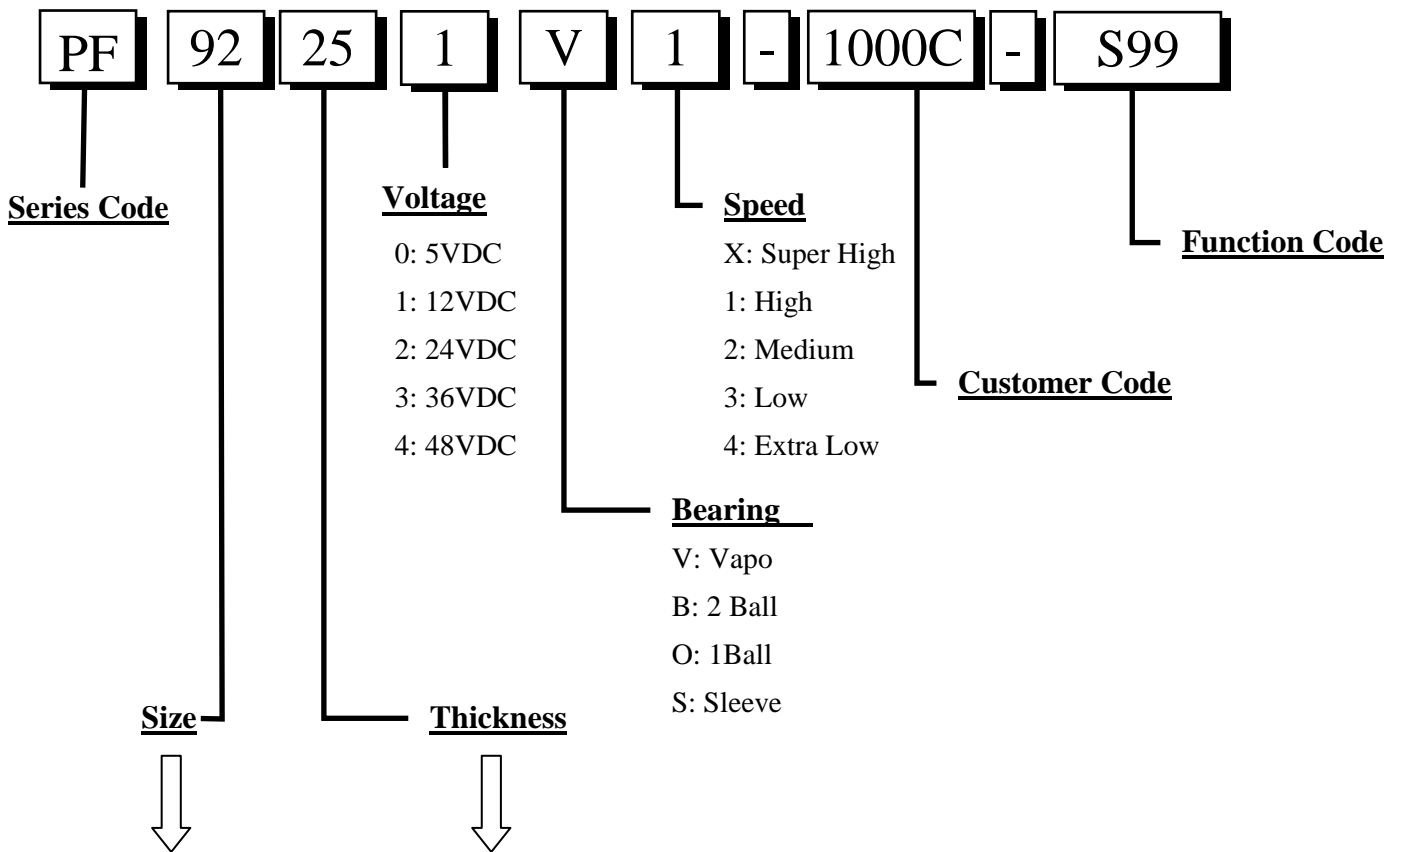 PF 92 25 1 V 1 - 1000C - S99
Series Code
Voltage
0: 5VDC
1: 12VDC
2: 24VDC
3: 36VDC
4: 48VDC
Speed
X: Super High
1: High
2: Medium
3: Low
4: Extra Low
Function Code
Customer Code
Bearing
V: Vapo
B: 2 Ball
O: 1Ball
S: Sleeve
Size
Thickness